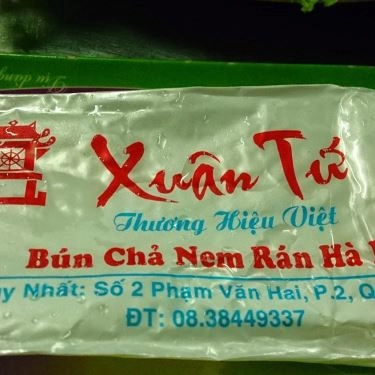 Xuân Tứ
Thương Hiệu Việt
Bún Chả Nem Rán Hà
Nhất: Số 2 Phạm Văn Hai, P.2, Q
ĐT: 08.38449337